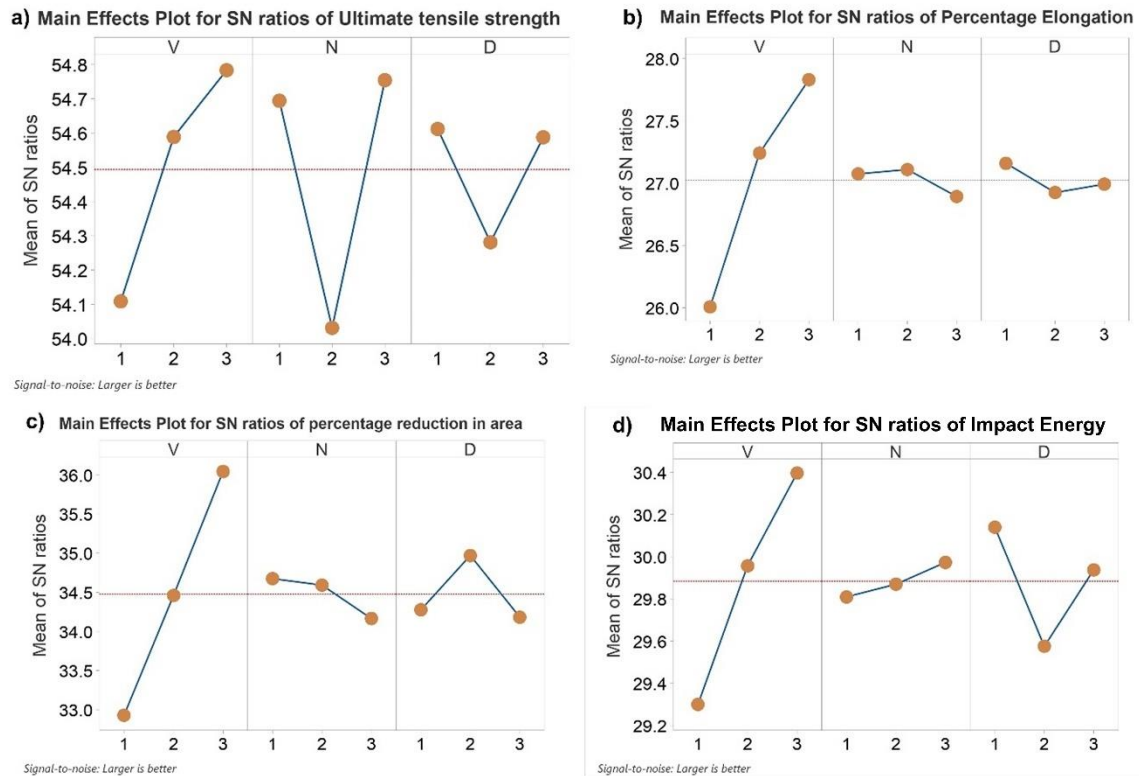 a) Main Effects Plot for SN ratios of Ultimate tensile strength
V N D
Mean of SN ratios
54.8
54.7
54.6
54.5
54.4
54.3
54.2
54.1
54.0
1 2 3 1 2 3 1 2 3
Signal-to-noise: Larger is better
b) Main Effects Plot for SN ratios of Percentage Elongation
V N D
Mean of SN ratios
28.0
27.5
27.0
26.5
26.0
1 2 3 1 2 3 1 2 3
Signal-to-noise: Larger is better
c) Main Effects Plot for SN ratios of percentage reduction in area
V N D
Mean of SN ratios
36.0
35.5
35.0
34.5
34.0
33.5
33.0
1 2 3 1 2 3 1 2 3
Signal-to-noise: Larger is better
d) Main Effects Plot for SN ratios of Impact Energy
V N D
Mean of SN ratios
30.4
30.2
30.0
29.8
29.6
29.4
29.2
1 2 3 1 2 3 1 2 3
Signal-to-noise: Larger is better